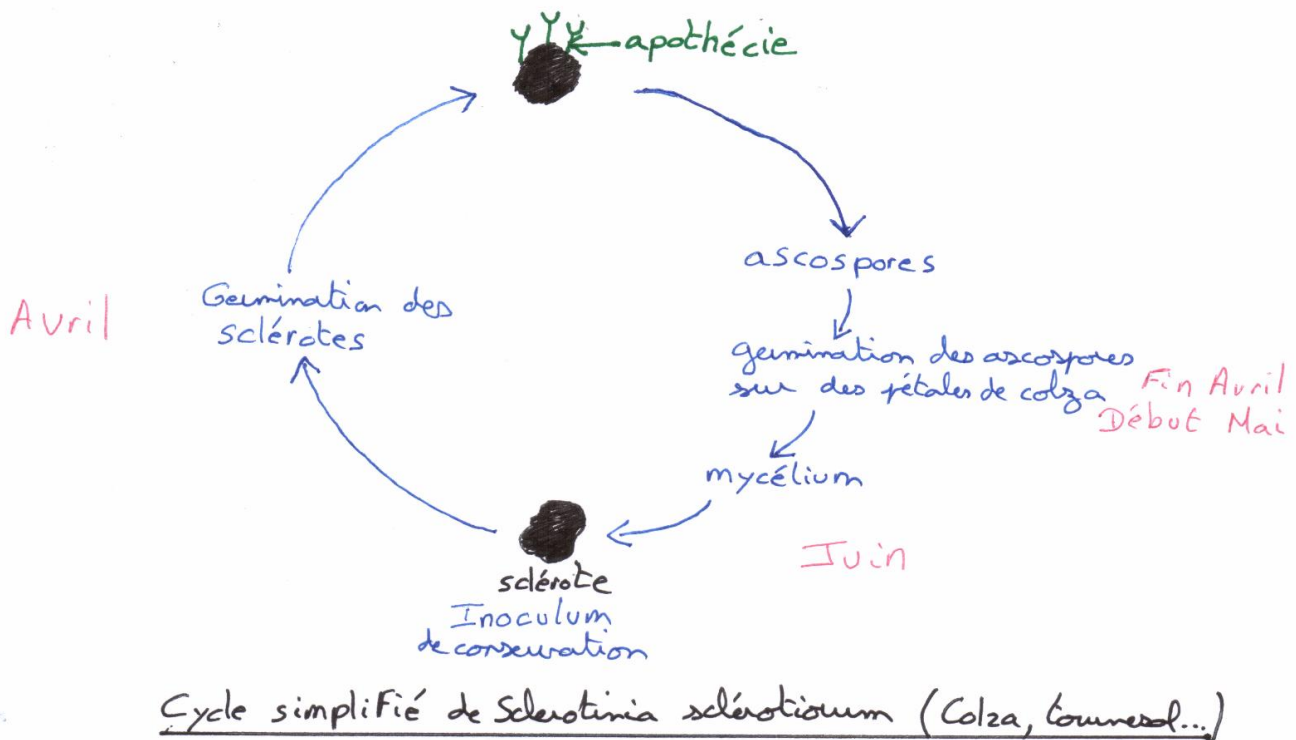 apothécie
ascospores
Avril
Germination des
sclérotes
germination des ascospores
sur des pétales de colza
Fin Avril
Début Mai
mycélium
Juin
sclérote
Inoculum
de conservation
Cycle simplifié de Sclerotinia sclérotiorum (Colza, tournesol...)